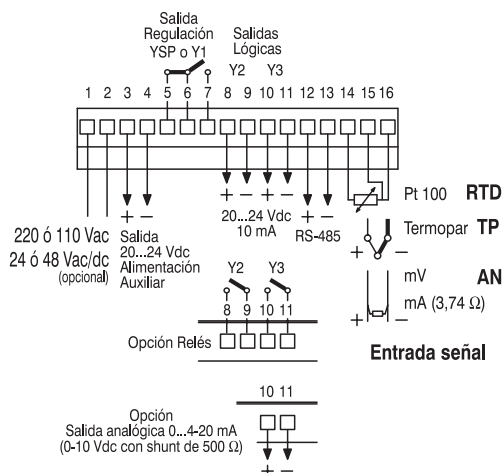 Salida
Regulación
YSP o Y1
Salidas
Lógicas
Y2 Y3
1 2 3 4 5 6 7 8 9 10 11 12 13 14 15 16
+ − + − + − + −
220 ó 110 Vac
24 ó 48 Vac/dc
(opcional)
Salida
20...24 Vdc
Alimentación
Auxiliar
20...24 Vdc
10 mA
RS-485
Pt 100 RTD
Termopar TP
+ −
mV AN
mA (3,74 Ω)
+ −
Entrada señal
Y2 Y3
8 9 10 11
Opción Relés
10 11
Opción
Salida analógica 0...4-20 mA
(0-10 Vdc con shunt de 500 Ω)
+ −